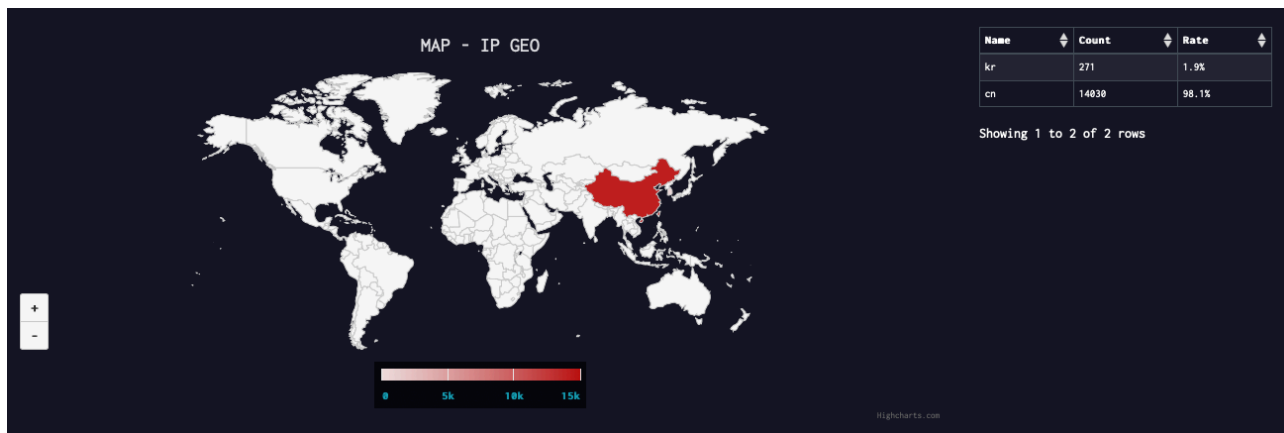 MAP - IP GEO
+
-
0 5k 10k 15k
Highcharts.com
Name Count Rate
kr 271 1.9%
cn 14030 98.1%
Showing 1 to 2 of 2 rows